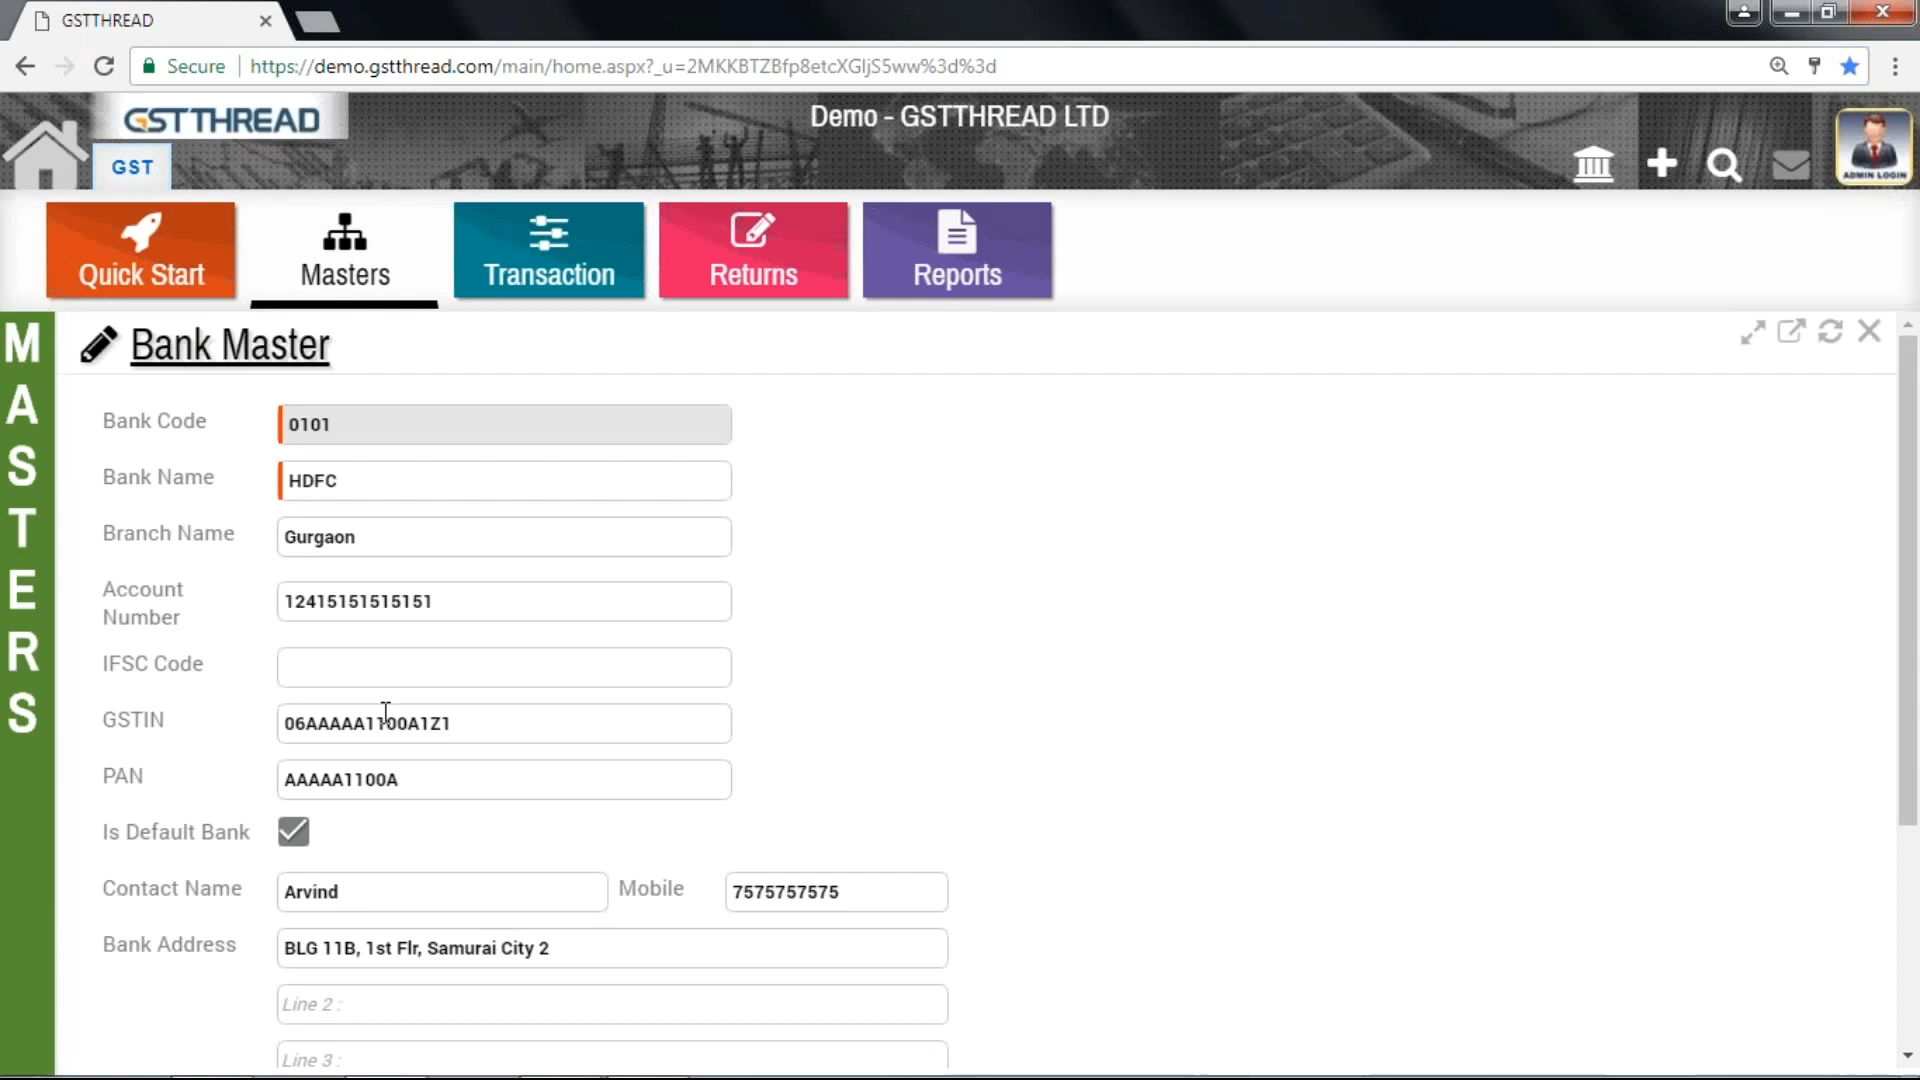 GSTTHREAD
Secure https://demo.gstthread.com/main/home.aspx?_u=2MKKBTZBfp8etcXGljS5ww%3d%3d
GSTTHREAD
Demo - GSTTHREAD LTD
GST
ADMIN LOGIN
Quick Start
Masters
Transaction
Returns
Reports
MASTERS
Bank Master
Bank Code 0101
Bank Name HDFC
Branch Name Gurgaon
Account Number 12415151515151
IFSC Code
GSTIN 06AAAAA1100A1Z1
PAN AAAAA1100A
Is Default Bank
Contact Name Arvind Mobile 7575757575
Bank Address BLG 11B, 1st Flr, Samurai City 2
Line 2 :
Line 3 :